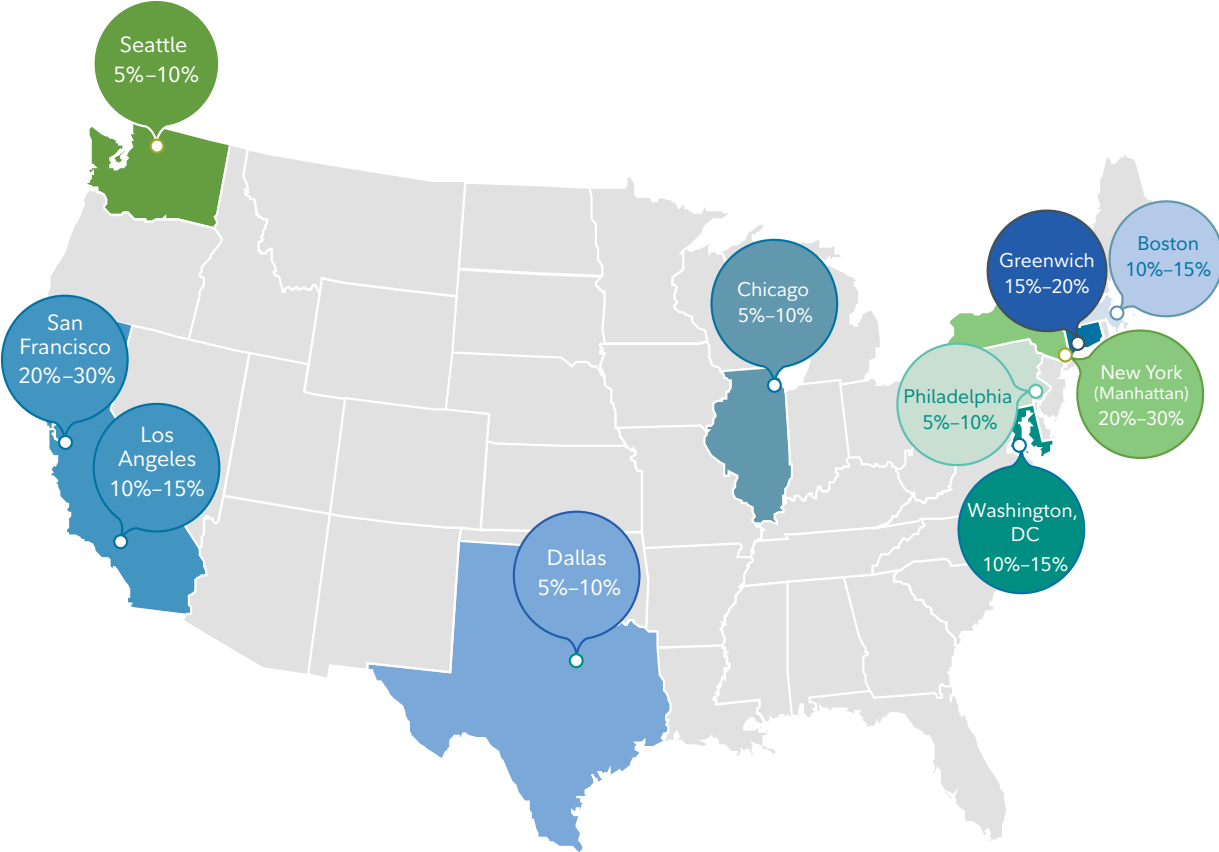 Seattle
5%–10%
San
Francisco
20%–30%
Los
Angeles
10%–15%
Dallas
5%–10%
Chicago
5%–10%
Greenwich
15%–20%
Boston
10%–15%
New York
(Manhattan)
20%–30%
Philadelphia
5%–10%
Washington,
DC
10%–15%